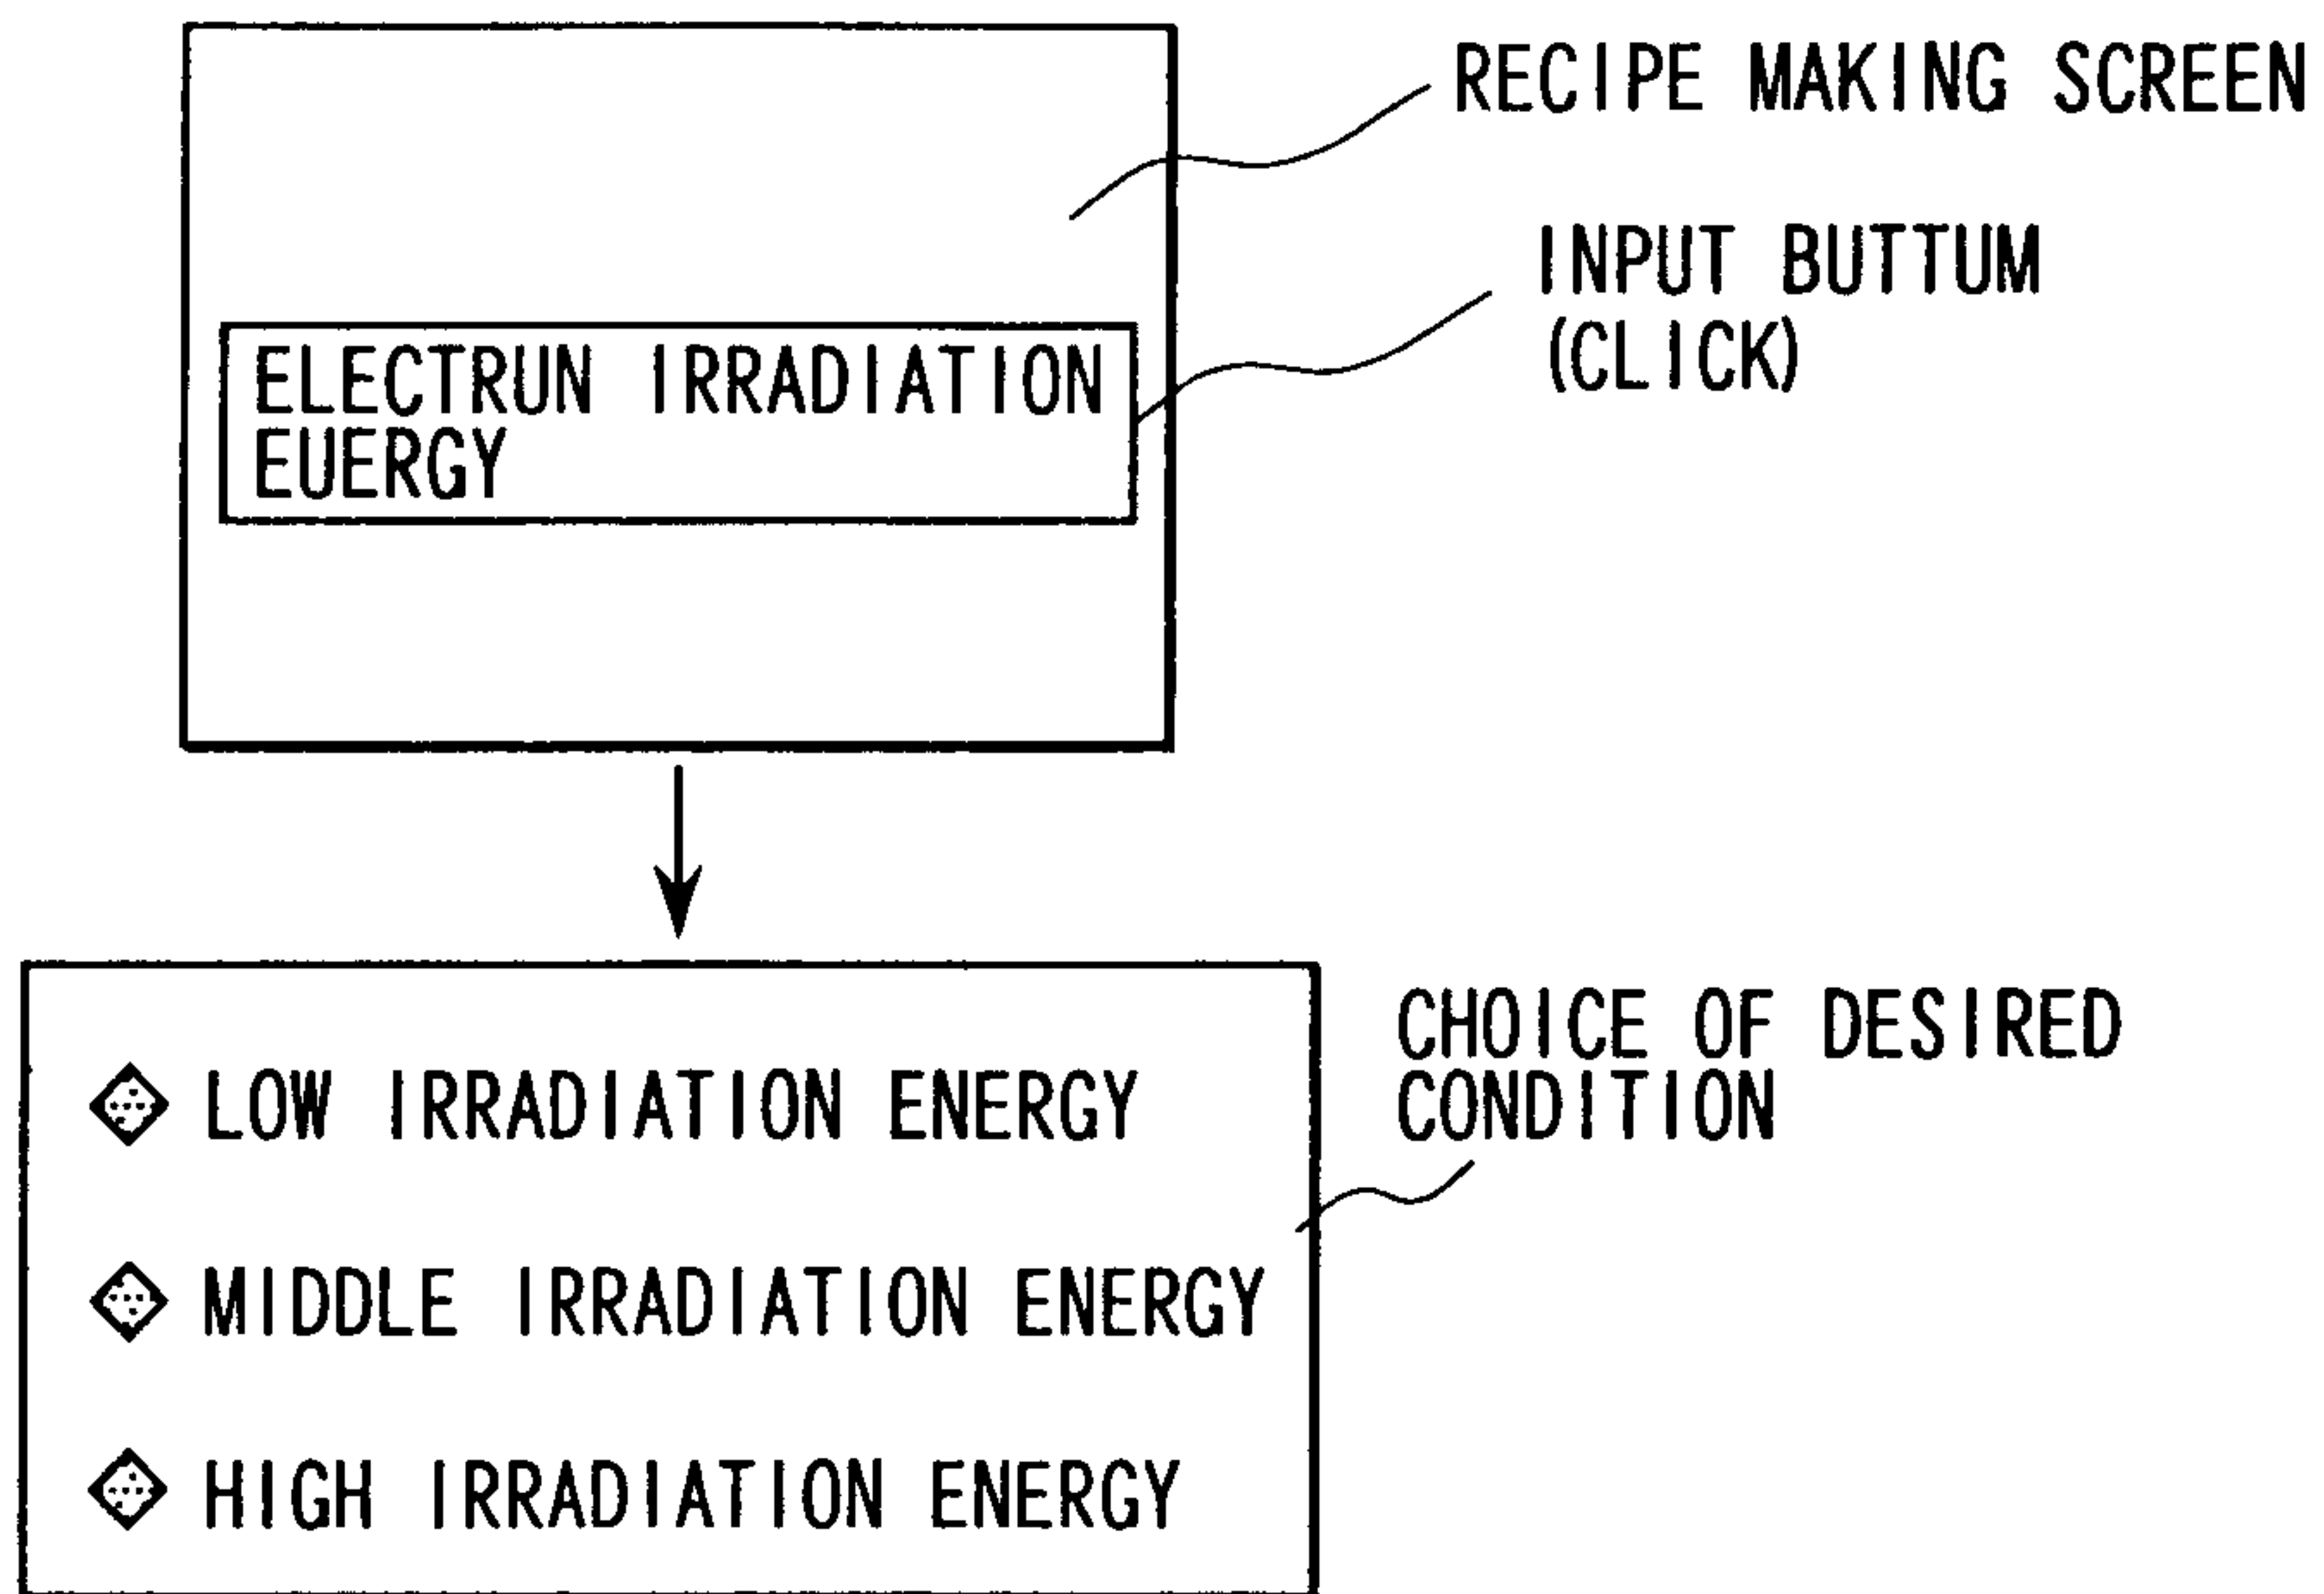 RECIPE MAKING SCREEN
INPUT BUTTUM
(CLICK)
ELECTRUN IRRADIATION
EUERGY
CHOICE OF DESIRED
CONDITION
LOW IRRADIATION ENERGY
MIDDLE IRRADIATION ENERGY
HIGH IRRADIATION ENERGY